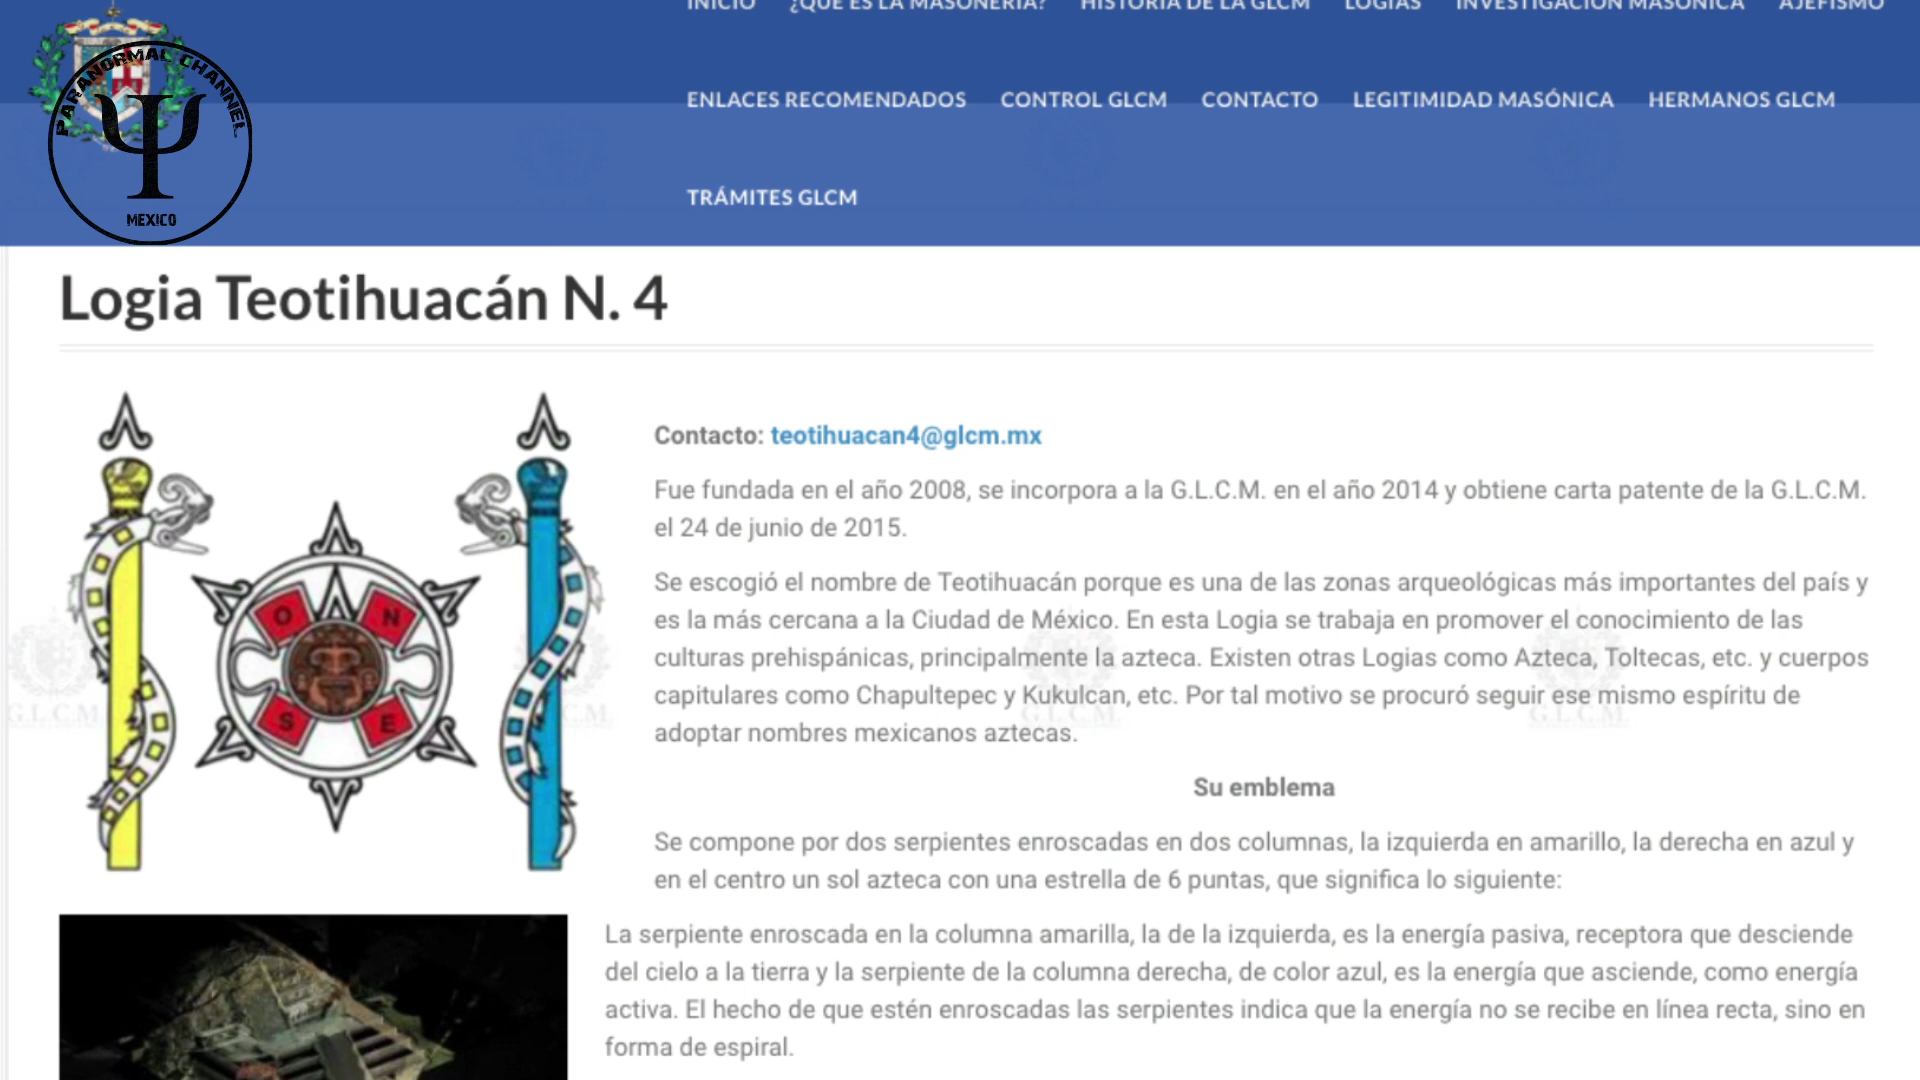 INICIO ¿QUÉ ES LA MASONERÍA? HISTORIA DE LA GLCM LOGIAS INVESTIGACIÓN MASÓNICA AJEFISMO
PARANORMAL CHANNEL
MEXICO
ENLACES RECOMENDADOS CONTROL GLCM CONTACTO LEGITIMIDAD MASÓNICA HERMANOS GLCM
TRÁMITES GLCM
Logia Teotihuacán N. 4
O N
S E
Contacto: teotihuacan4@glcm.mx
Fue fundada en el año 2008, se incorpora a la G.L.C.M. en el año 2014 y obtiene carta patente de la G.L.C.M.
el 24 de junio de 2015.
Se escogió el nombre de Teotihuacán porque es una de las zonas arqueológicas más importantes del país y
es la más cercana a la Ciudad de México. En esta Logia se trabaja en promover el conocimiento de las
culturas prehispánicas, principalmente la azteca. Existen otras Logias como Azteca, Toltecas, etc. y cuerpos
capitulares como Chapultepec y Kukulcan, etc. Por tal motivo se procuró seguir ese mismo espíritu de
adoptar nombres mexicanos aztecas.
G.L.C.M.
G.L.C.M.
G.L.C.M.
Su emblema
Se compone por dos serpientes enroscadas en dos columnas, la izquierda en amarillo, la derecha en azul y
en el centro un sol azteca con una estrella de 6 puntas, que significa lo siguiente:
La serpiente enroscada en la columna amarilla, la de la izquierda, es la energía pasiva, receptora que desciende
del cielo a la tierra y la serpiente de la columna derecha, de color azul, es la energía que asciende, como energía
activa. El hecho de que estén enroscadas las serpientes indica que la energía no se recibe en línea recta, sino en
forma de espiral.